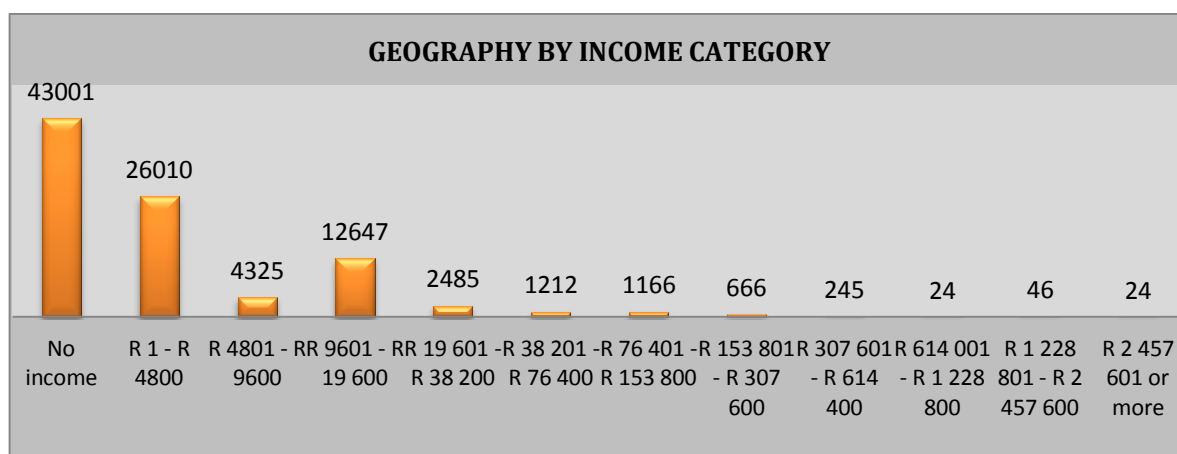 GEOGRAPHY BY INCOME CATEGORY
43001
26010
4325
12647
2485
1212
1166
666
245
24
46
24
No
income
R 1 - R
4800
R 4801 - R
9600
R 9601 - R
19 600
R 19 601 -
R 38 200
R 38 201 -
R 76 400
R 76 401 -
R 153 800
R 153 801
- R 307
600
R 307 601
- R 614
400
R 614 001
- R 1 228
800
R 1 228
801 - R 2
457 600
R 2 457
601 or
more